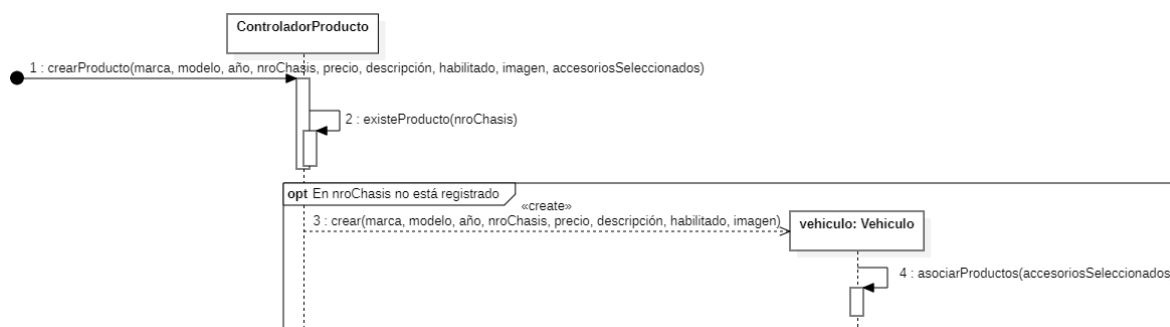 ControladorProducto
1 : crearProducto(marca, modelo, año, nroChasis, precio, descripción, habilitado, imagen, accesoriosSeleccionados)
2 : existeProducto(nroChasis)
opt En nroChasis no está registrado
«create»
3 : crear(marca, modelo, año, nroChasis, precio, descripción, habilitado, imagen)
vehiculo: Vehiculo
4 : asociarProductos(accesoriosSeleccionados